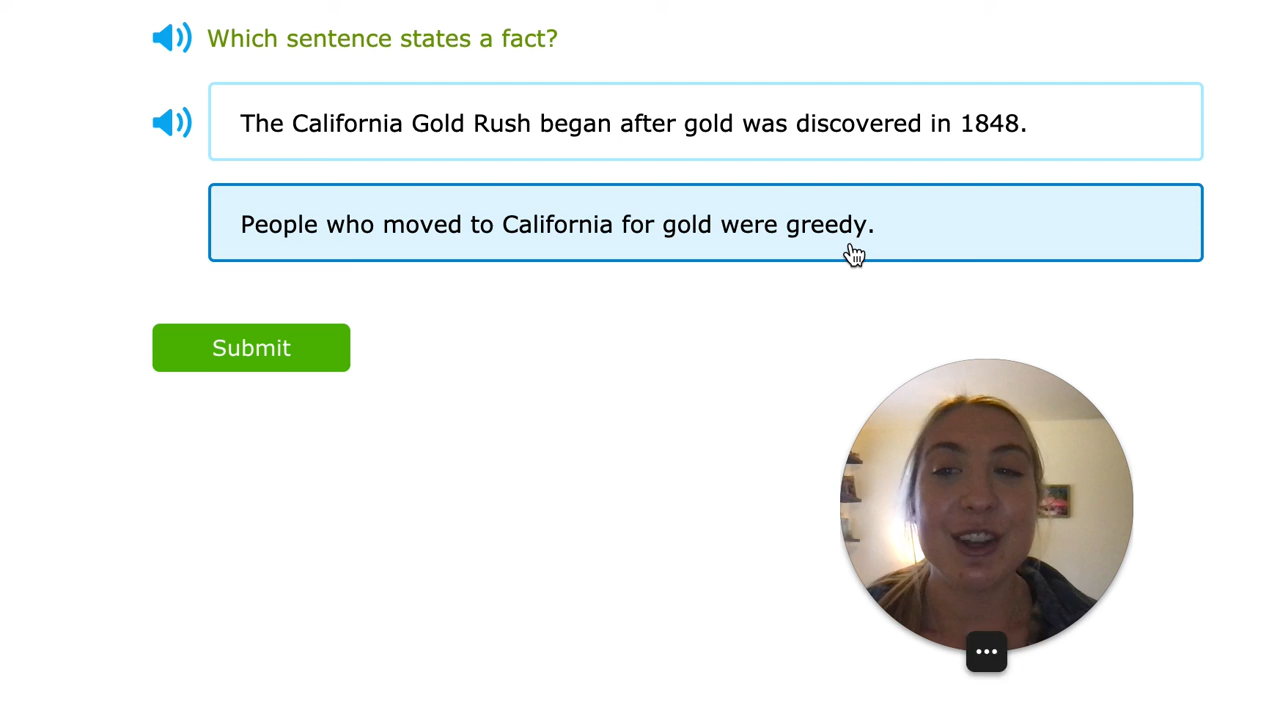 Which sentence states a fact?
The California Gold Rush began after gold was discovered in 1848.
People who moved to California for gold were greedy.
Submit